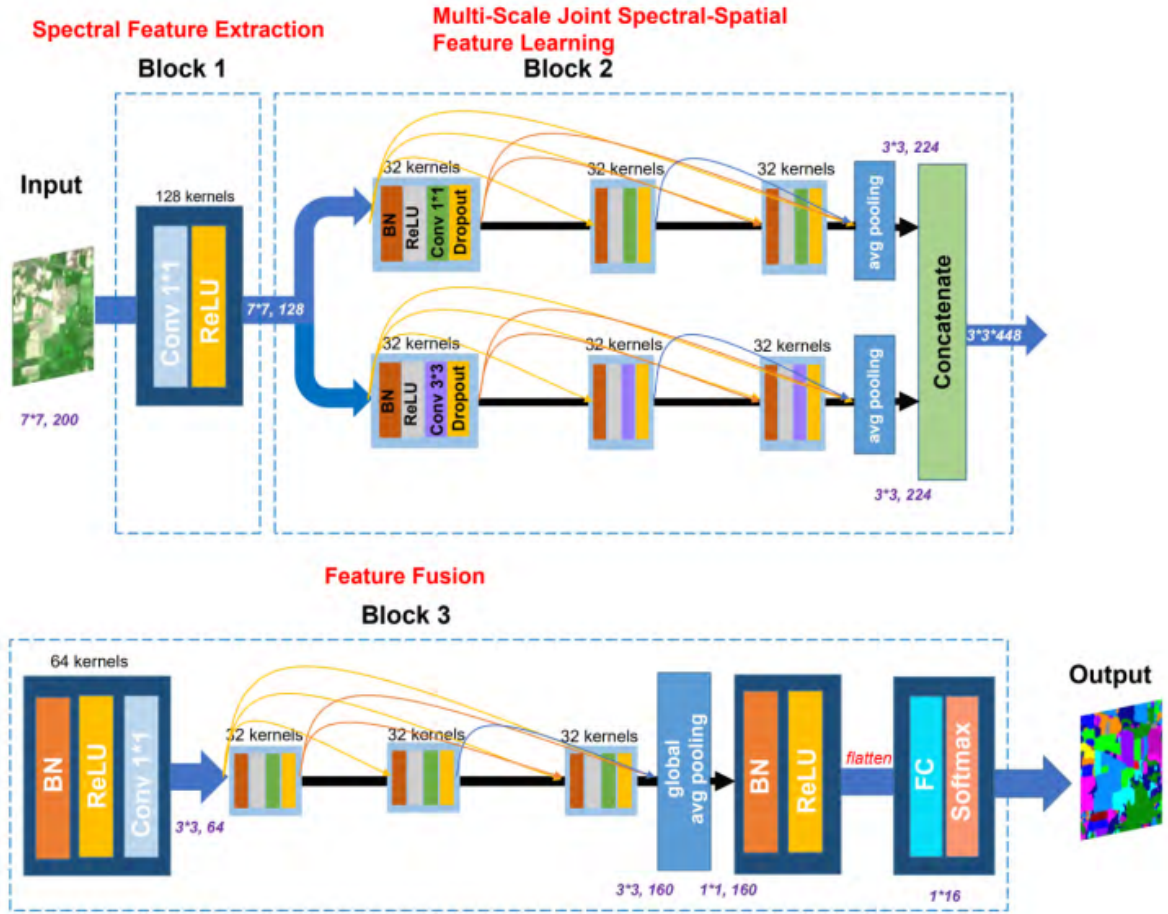 Spectral Feature Extraction
Multi-Scale Joint Spectral-Spatial
Feature Learning
Block 1
Block 2
Input
128 kernels
Conv 1*1
ReLU
7*7, 200
7*7, 128
32 kernels
32 kernels
32 kernels
BN
ReLU
Conv 1*1
Dropout
avg pooling
3*3, 224
32 kernels
32 kernels
32 kernels
BN
ReLU
Conv 3*3
Dropout
avg pooling
3*3, 224
Concatenate
3*3*448
Feature Fusion
Block 3
64 kernels
BN
ReLU
Conv 1*1
3*3, 64
32 kernels
32 kernels
32 kernels
global
avg pooling
3*3, 160
1*1, 160
BN
ReLU
flatten
FC
Softmax
1*16
Output